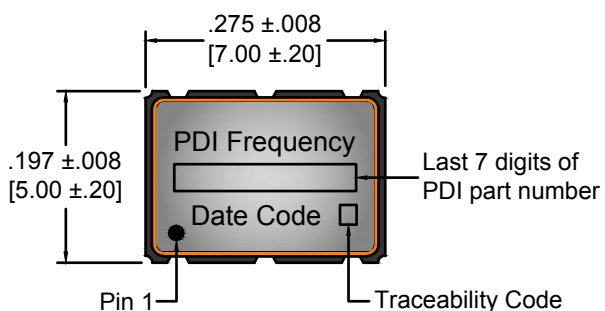 .275 ±.008
[7.00 ±.20]
.197 ±.008
[5.00 ±.20]
PDI Frequency
Last 7 digits of
PDI part number
Date Code
Pin 1
Traceability Code